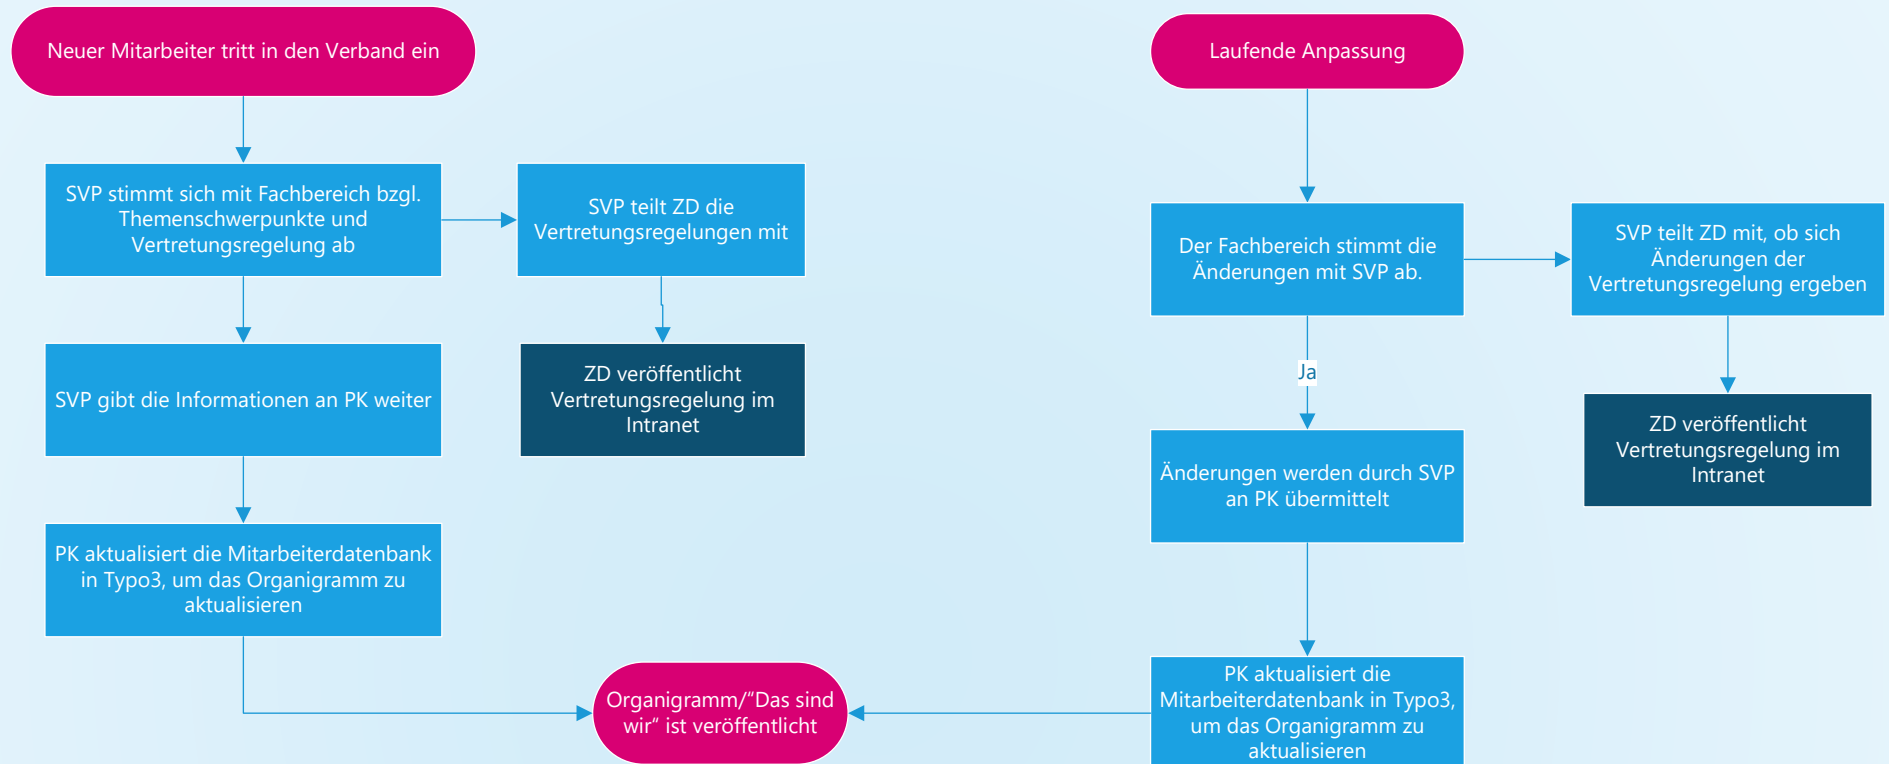 Neuer Mitarbeiter tritt in den Verband ein
SVP stimmt sich mit Fachbereich bzgl.
Themenschwerpunkte und
Vertretungsregelung ab
SVP teilt ZD die
Vertretungsregelungen mit
SVP gibt die Informationen an PK weiter
ZD veröffentlicht
Vertretungsregelung im
Intranet
PK aktualisiert die Mitarbeiterdatenbank
in Typo3, um das Organigramm zu
aktualisieren
Organigramm/“Das sind
wir“ ist veröffentlicht
Laufende Anpassung
Der Fachbereich stimmt die
Änderungen mit SVP ab.
SVP teilt ZD mit, ob sich
Änderungen der
Vertretungsregelung ergeben
Ja
ZD veröffentlicht
Vertretungsregelung im
Intranet
Änderungen werden durch SVP
an PK übermittelt
PK aktualisiert die
Mitarbeiterdatenbank in Typo3,
um das Organigramm zu
aktualisieren